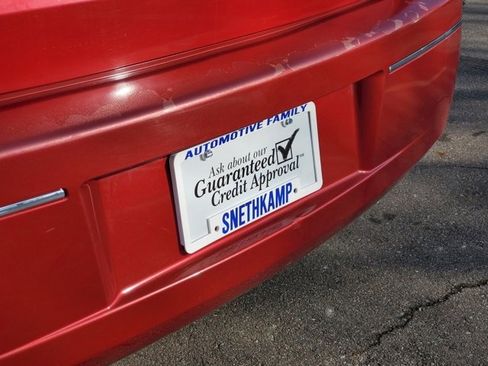 AUTOMOTIVE FAMILY
Ask about our
Guaranteed
Credit Approval
SNETHKAMP